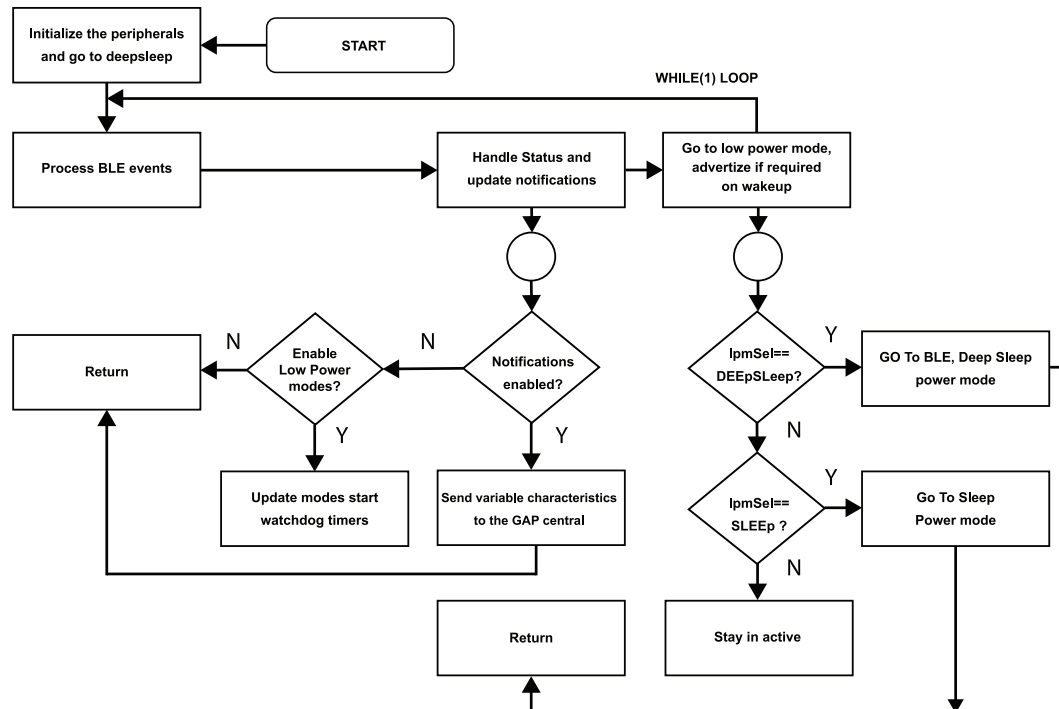 Initialize the peripherals
and go to deepsleep
START
WHILE(1) LOOP
Process BLE events
Handle Status and
update notifications
Go to low power mode,
advertize if required
on wakeup
Return
N
Enable
Low Power
modes?
N
Notifications
enabled?
lpmSel==
DEEpSLeep?
Y
GO To BLE, Deep Sleep
power mode
Y
Y
N
Update modes start
watchdog timers
Send variable characteristics
to the GAP central
lpmSel==
SLEEp ?
Y
Go To Sleep
Power mode
N
Return
Stay in active